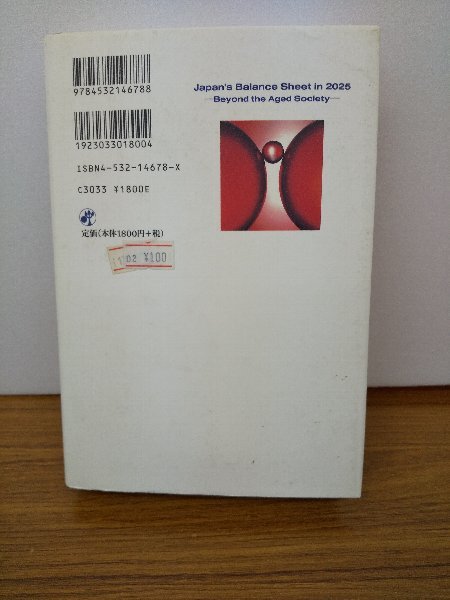 9784532146788
1923033018004
ISBN4-532-14678-X
C3033 ¥1800E
定価(本体1800円+税)
11.02 ¥100
Japan's Balance Sheet in 2025
—Beyond the Aged Society—